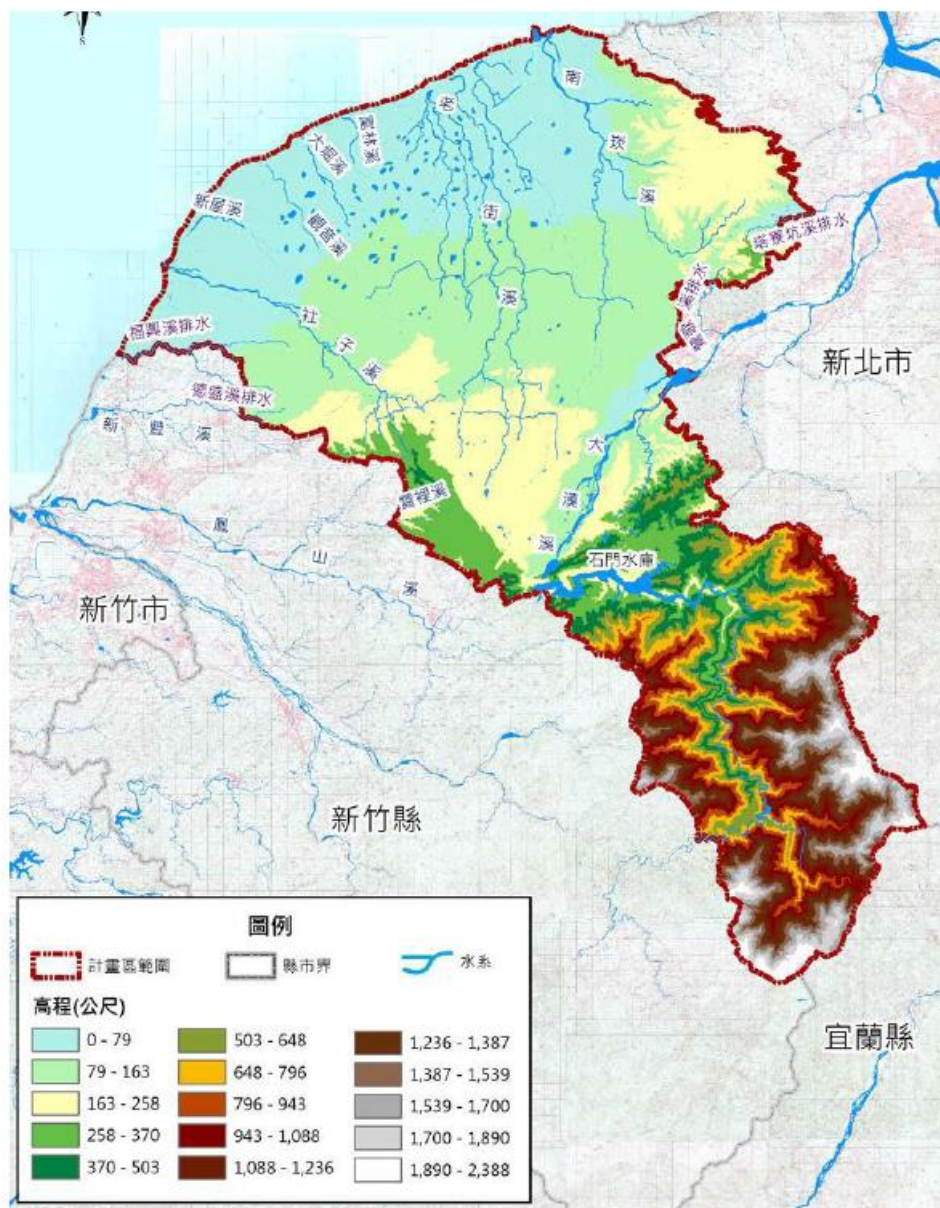 S
南崁溪
老街溪
富林溪
大堀溪
觀音溪
新屋溪
社子溪
福興溪排水
塔寮坑溪排水
新北市
德盛溪排水
新豐溪
大漢溪
霄裡溪
鳳山溪
石門水庫
新竹市
新竹縣
宜蘭縣
圖例
計畫區範圍
縣市界
水系
高程(公尺)
0 - 79
79 - 163
163 - 258
258 - 370
370 - 503
503 - 648
648 - 796
796 - 943
943 - 1,088
1,088 - 1,236
1,236 - 1,387
1,387 - 1,539
1,539 - 1,700
1,700 - 1,890
1,890 - 2,388